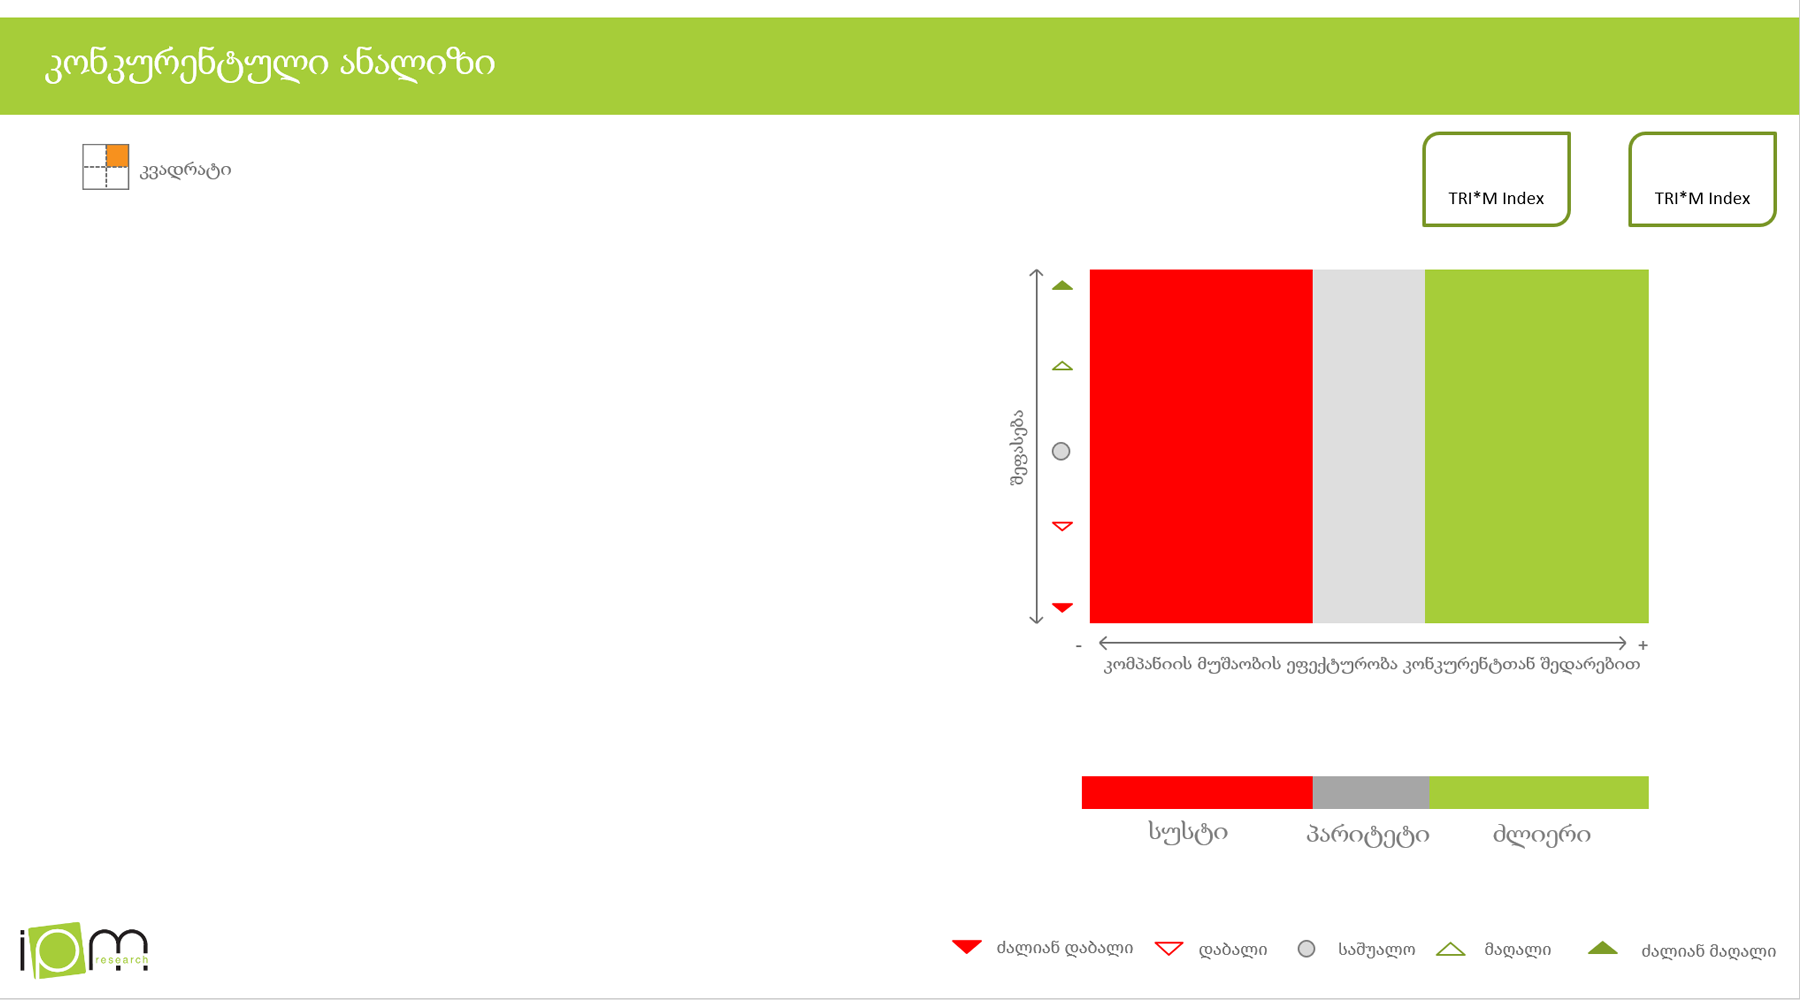 კონკურენტული ანალიზი
კვადრატი
TRI*M Index
TRI*M Index
შეფასება
- +
კომპანიის მუშაობის ეფექტურობა კონკურენტთან შედარებით
სუსტი პარიტეტი ძლიერი
ipm research
ძალიან დაბალი დაბალი საშუალო მაღალი ძალიან მაღალი